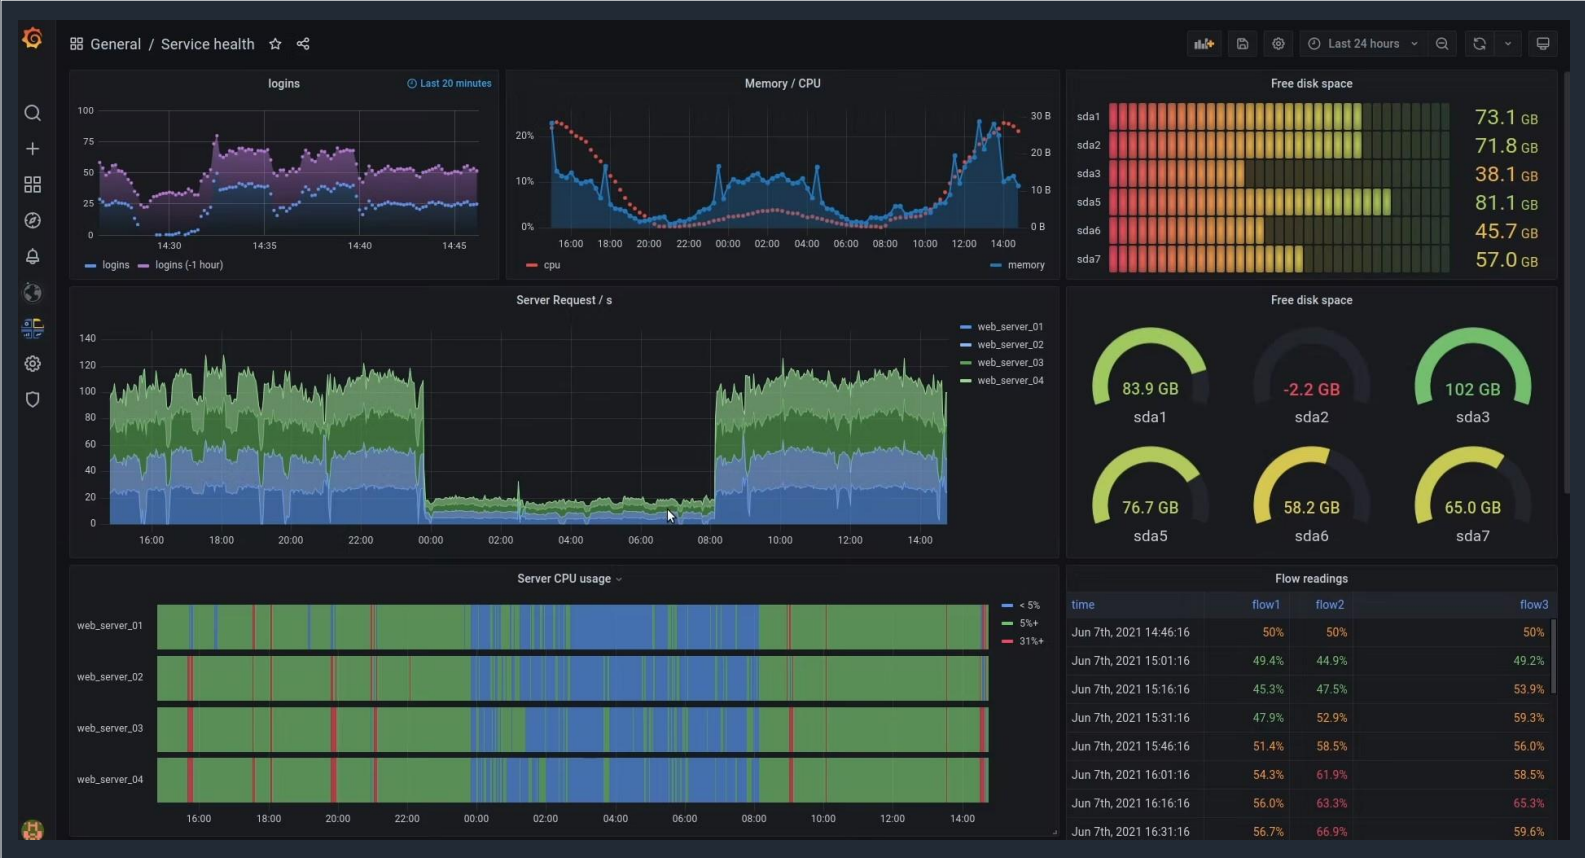 General / Service health
Last 24 hours
logins
Last 20 minutes
100
75
50
25
0
14:30 14:35 14:40 14:45
logins logins (-1 hour)
Memory / CPU
20%
10%
0%
30 B
20 B
10 B
0 B
16:00 18:00 20:00 22:00 00:00 02:00 04:00 06:00 08:00 10:00 12:00 14:00
cpu
memory
Free disk space
sda1 73.1 GB
sda2 71.8 GB
sda3 38.1 GB
sda5 81.1 GB
sda6 45.7 GB
sda7 57.0 GB
Server Request / s
140
120
100
80
60
40
20
0
16:00 18:00 20:00 22:00 00:00 02:00 04:00 06:00 08:00 10:00 12:00 14:00
web_server_01
web_server_02
web_server_03
web_server_04
Free disk space
83.9 GB -2.2 GB 102 GB
sda1 sda2 sda3
76.7 GB 58.2 GB 65.0 GB
sda5 sda6 sda7
Server CPU usage
web_server_01
web_server_02
web_server_03
web_server_04
16:00 18:00 20:00 22:00 00:00 02:00 04:00 06:00 08:00 10:00 12:00 14:00
< 5%
5%+
31%+
Flow readings
time flow1 flow2 flow3
Jun 7th, 2021 14:46:16 50% 50% 50%
Jun 7th, 2021 15:01:16 49.4% 44.9% 49.2%
Jun 7th, 2021 15:16:16 45.3% 47.5% 53.9%
Jun 7th, 2021 15:31:16 47.9% 52.9% 59.3%
Jun 7th, 2021 15:46:16 51.4% 58.5% 56.0%
Jun 7th, 2021 16:01:16 54.3% 61.9% 58.5%
Jun 7th, 2021 16:16:16 56.0% 63.3% 65.3%
Jun 7th, 2021 16:31:16 56.7% 66.9% 59.6%